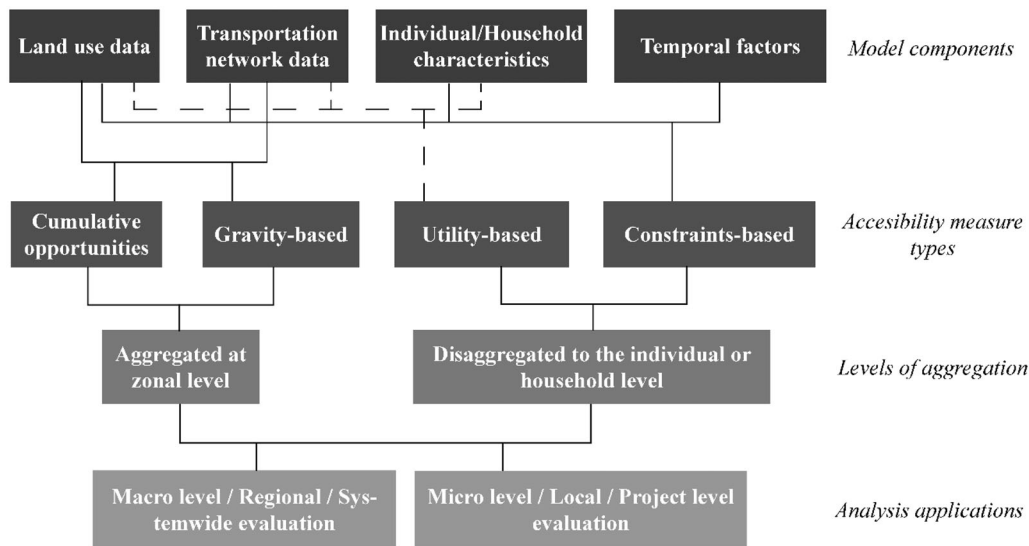 Land use data
Transportation
network data
Individual/Household
characteristics
Temporal factors
Model components
Cumulative
opportunities
Gravity-based
Utility-based
Constraints-based
Accesibility measure
types
Aggregated at
zonal level
Disaggregated to the individual or
household level
Levels of aggregation
Macro level / Regional / Sys-
temwide evaluation
Micro level / Local / Project level
evaluation
Analysis applications